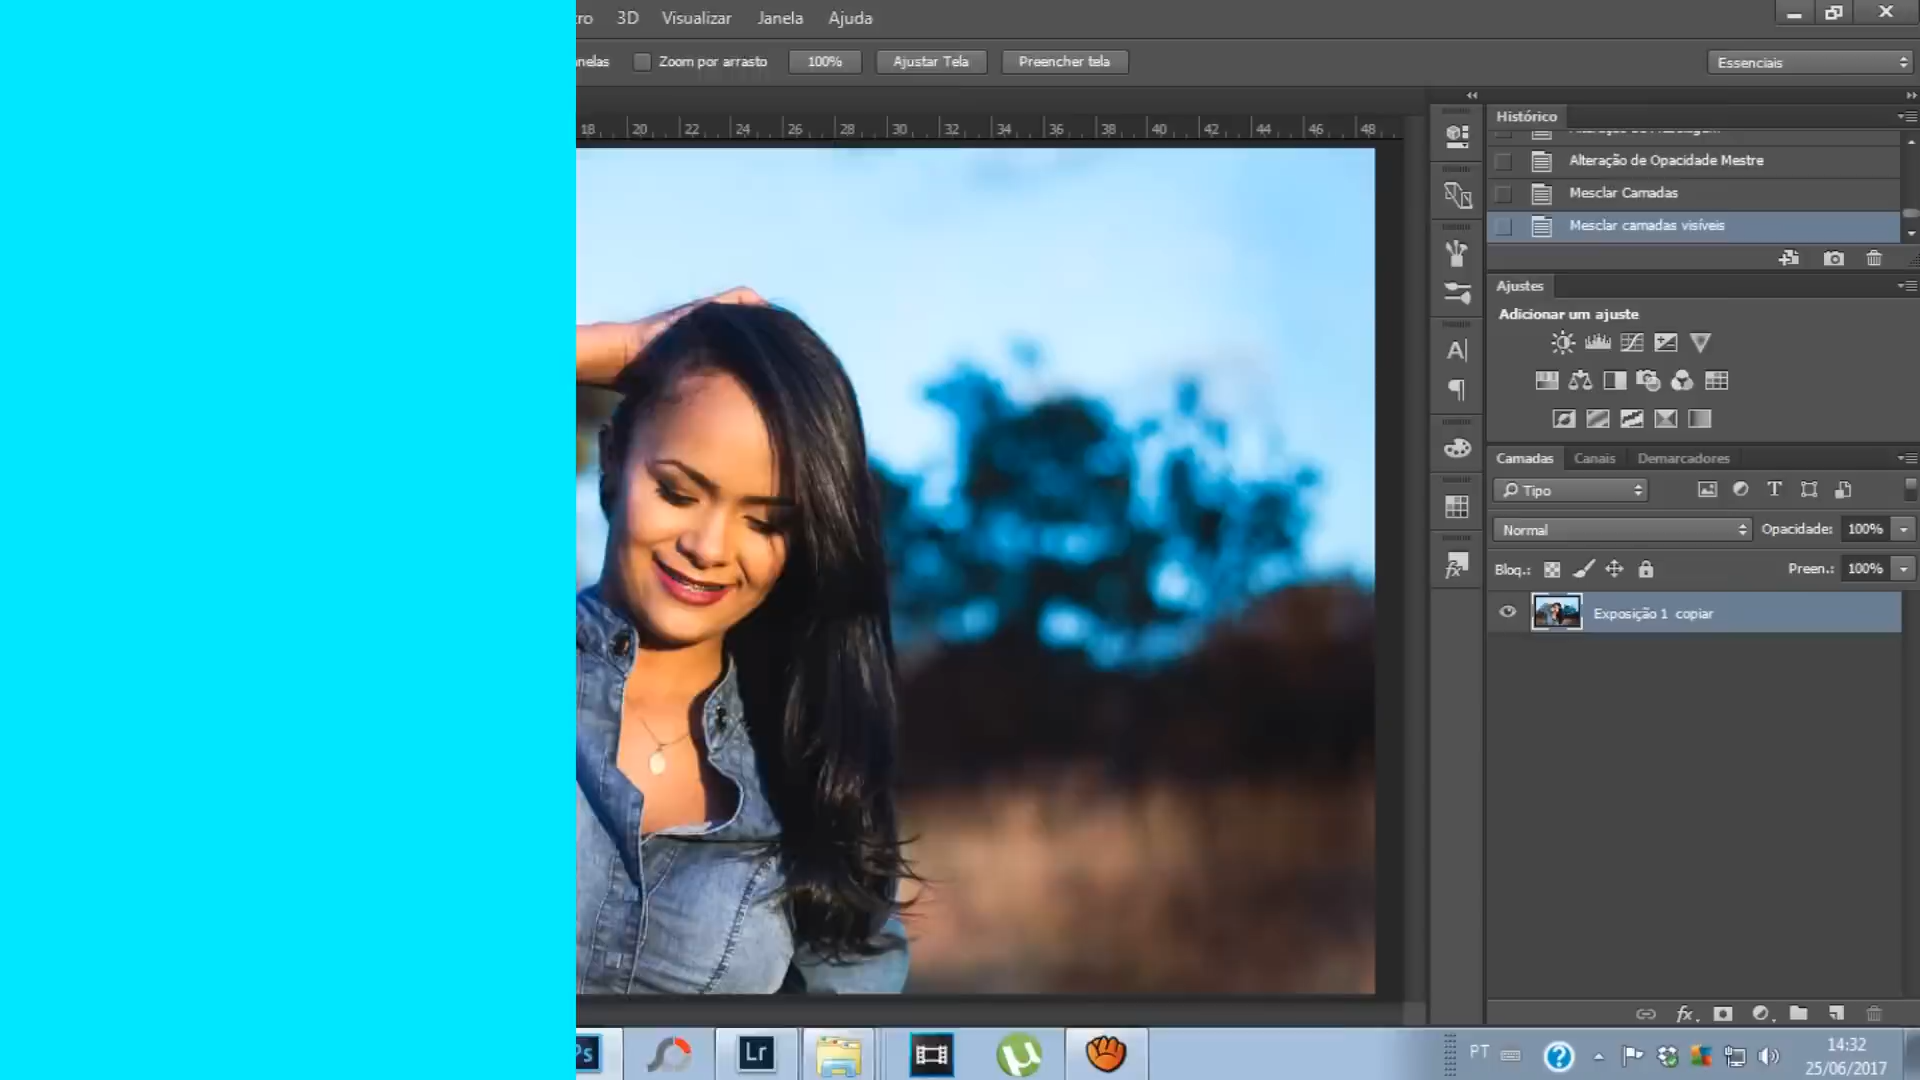 3D Visualizar Janela Ajuda
Zoom por arrasto 100% Ajustar Tela Preencher tela Essenciais
18 20 22 24 26 28 30 32 34 36 38 40 42 44 46 48
Histórico
Alteração de Opacidade Mestre
Mesclar Camadas
Mesclar camadas visíveis
Ajustes
Adicionar um ajuste
Camadas Canais Demarcadores
Tipo
Normal Opacidade: 100%
Bloq.: Preen.: 100%
Exposição 1 copiar
fx
Lr
PT
14:32
25/06/2017